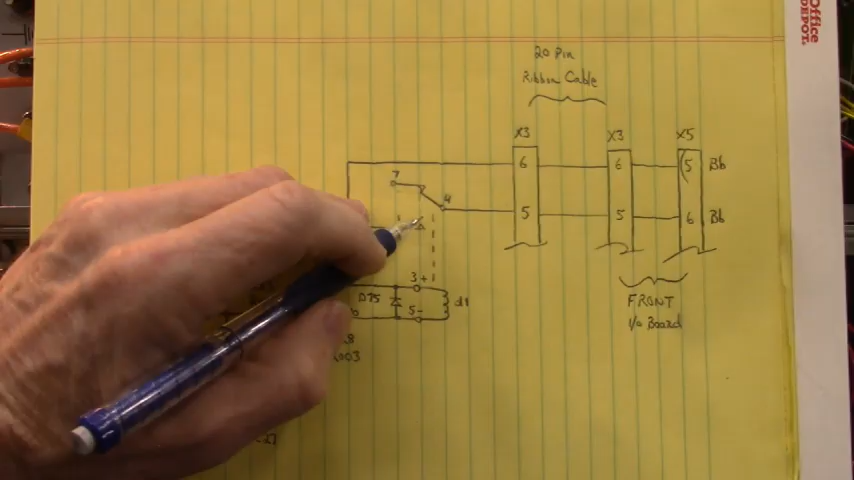 Office DEPOT
20 Pin
Ribbon Cable
X3
X3
X5
6
6
5
Bb
7
4
5
5
6
Bb
3+
D75
d1
5-
FRONT
I/o Board
003